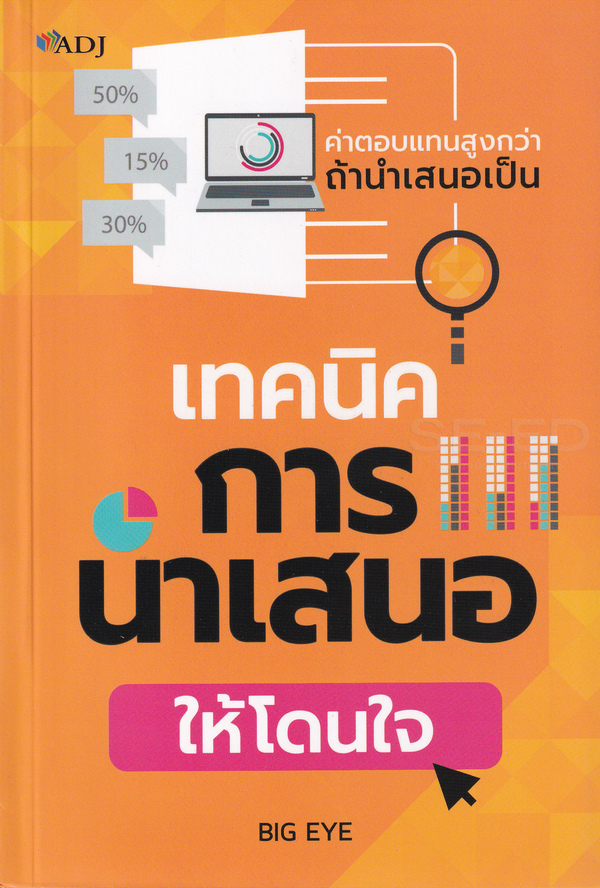 ADJ
50%
15%
30%
ค่าตอบแทนสูงกว่า
ถ้านำเสนอเป็น
เทคนิค
การ
นำเสนอ
ให้โดนใจ
SE-ED
BIG EYE